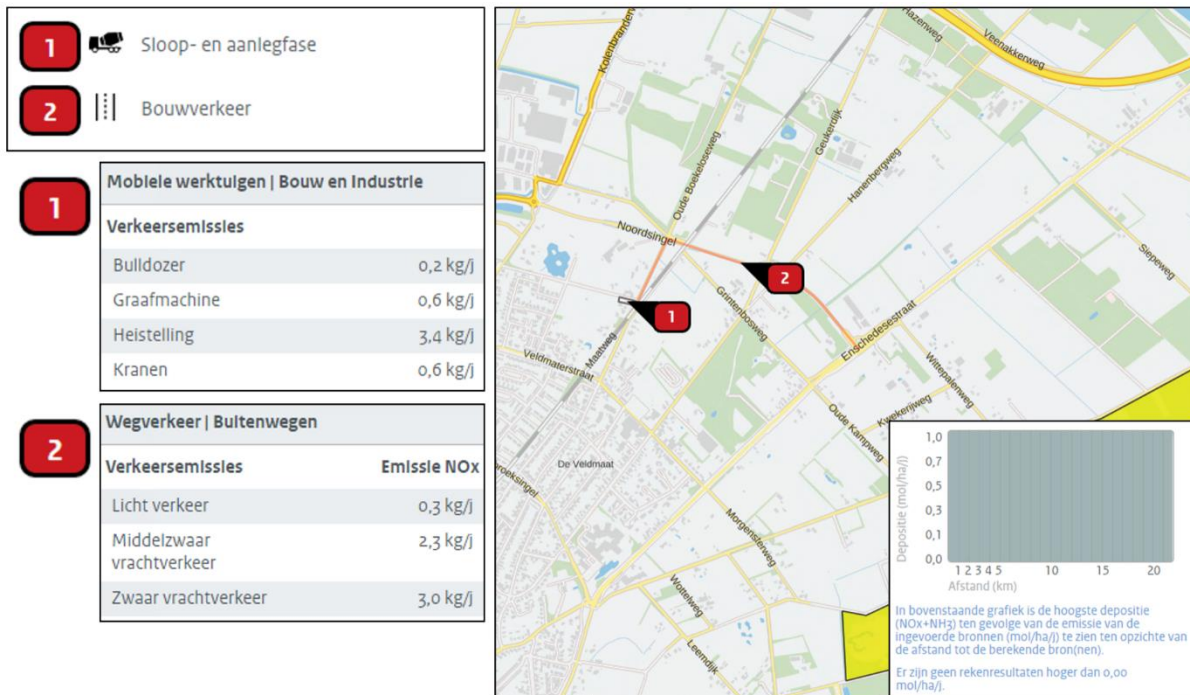 1 Sloop- en aanlegfase
2 Bouwverkeer
1
Mobiele werktuigen | Bouw en Industrie
Verkeersemissies
Bulldozer 0,2 kg/j
Graafmachine 0,6 kg/j
Heistelling 3,4 kg/j
Kranen 0,6 kg/j
2
Wegverkeer | Buitenwegen
Verkeersemissies Emissie NOx
Licht verkeer 0,3 kg/j
Middelzwaar 2,3 kg/j
vrachtverkeer
Zwaar vrachtverkeer 3,0 kg/j
Kolenbrander
Hazenweg
Veenakkerweg
Oude Boekeloseweg
Geukerdijk
Hanenbergweg
Noordsingel
Siepeweg
2
1
Grintenbosweg
Maatweg
Enschedesestraat
Veldmaterstraat
Wittepalenweg
Kwekerijweg
Oude Kampweg
De Veldmaat
broeksingel
Morgensterweg
Wottelweg
Leemdijk
Depositie (mol/ha/j)
1,0
0,7
0,5
0,3
0,1
0,0
1 2 3 4 5 10 15 20
Afstand (km)
In bovenstaande grafiek is de hoogste depositie
(NOx+NH3) ten gevolge van de emissie van de
ingevoerde bronnen (mol/ha/j) te zien ten opzichte van
de afstand tot de berekende bron(nen).
Er zijn geen rekenresultaten hoger dan 0,00
mol/ha/j.